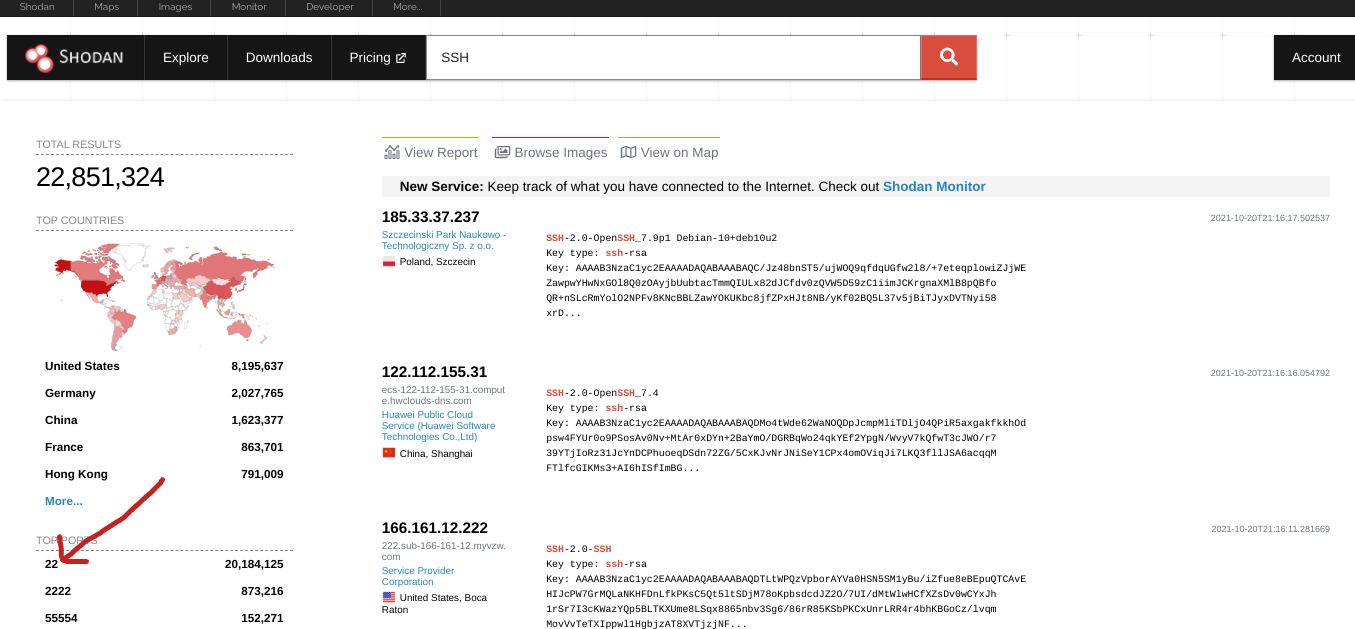 Shodan Maps Images Monitor Developer More...
SHODAN Explore Downloads Pricing SSH Account
TOTAL RESULTS
22,851,324
TOP COUNTRIES
United States 8,195,637
Germany 2,027,765
China 1,623,377
France 863,701
Hong Kong 791,009
More...
TOP PORTS
22 20,184,125
2222 873,216
55554 152,271
View Report Browse Images View on Map
New Service: Keep track of what you have connected to the Internet. Check out Shodan Monitor
185.33.37.237 2021-10-20T21:16:17.502537
Szczecinski Park Naukowo -
Technologiczny Sp. z o.o.
Poland, Szczecin
SSH-2.0-OpenSSH_7.9p1 Debian-10+deb10u2
Key type: ssh-rsa
Key: AAAAB3NzaC1yc2EAAAADAQABAAABAQC/Jz48bnST5/ujWOQ9qfdqUGfw2l8/+7eteqplowiZJjWE
ZawpwYHwNxGOl8Q0zOAyjbUubtacTmmQIULx82dJCfdv0zQVW5D59zC1iimJCKrgnaXMlB8pQBfo
QR+nSLcRmYolO2NPFv8KNcBBLZawYOKUKbc8jfZPxHJt8NB/yKf02BQ5L37v5jBiTJyxDVTNyi58
xrD...
122.112.155.31 2021-10-20T21:16:16.054792
ecs-122-112-155-31.comput
e.hwclouds-dns.com
Huawei Public Cloud
Service (Huawei Software
Technologies Co.,Ltd)
China, Shanghai
SSH-2.0-OpenSSH_7.4
Key type: ssh-rsa
Key: AAAAB3NzaC1yc2EAAAADAQABAAABAQDMo4tWde62WaNOQDpJcmpMliTDljO4QPiR5axgakfkkhOd
psw4FYUr0o9PSosAv0Nv+MtAr0xDYn+2BaYmO/DGRBqWo24qkYEf2YpgN/WvyV7kQfwT3cJWO/r7
39YTjIoRz31JcYnDCPhuoeqDSdn72ZG/5CxKJvNrJNiSeY1CPx4omOViqJi7LKQ3fllJSA6acqqM
FTlfcGIKMs3+AI6hISfImBG...
166.161.12.222 2021-10-20T21:16:11.281669
222.sub-166-161-12.myvzw.
com
Service Provider
Corporation
United States, Boca
Raton
SSH-2.0-SSH
Key type: ssh-rsa
Key: AAAAB3NzaC1yc2EAAAADAQABAAABAQDTLtWPQzVpborAYVa0HSN5SM1yBu/iZfue8eBEpuQTCAvE
HIJcPW7GrMQLaNKHFDnLfkPKsC5Qt5ltSDjM78oKpbsdcdJZ2O/7UI/dMtWlwHCfXZsDv0wCYxJh
1rSr7I3cKWazYQp5BLTKXUme8LSqx8865nbv3Sg6/86rR85KSbPKCxUnrLRR4r4bhKBGoCz/lvqm
MovVvTeTXIppwl1HgbjzAT8XVTjzjNF...